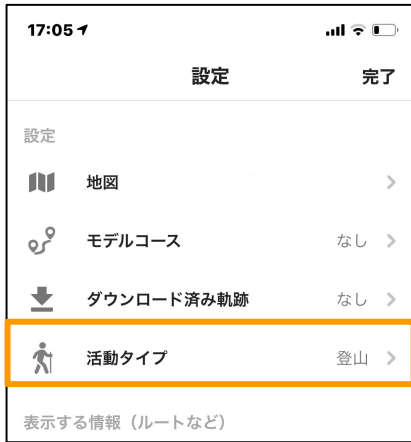 17:05
設定 完了
設定
地図
モデルコース なし
ダウンロード済み軌跡 なし
活動タイプ 登山
表示する情報（ルートなど）